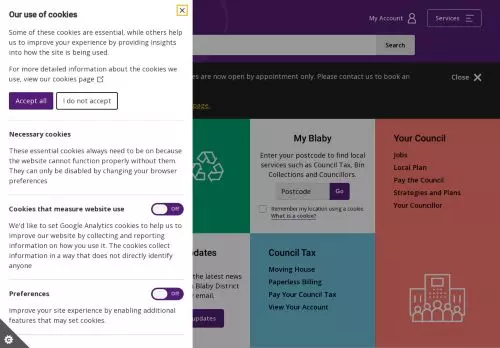 Our use of cookies
Some of these cookies are essential, while others help
us to improve your experience by providing insights
into how the site is being used.
For more detailed information about the cookies we
use, view our cookies page
Accept all
I do not accept
Necessary cookies
These essential cookies always need to be on because
the website cannot function properly without them.
They can only be disabled by changing your browser
preferences
Cookies that measure website use
Off
We'd like to set Google Analytics cookies to help us to
improve our website by collecting and reporting
information on how you use it. The cookies collect
information in a way that does not directly identify
anyone
Preferences
Off
Improve your site experience by enabling additional
features that may set cookies.
My Account
Services
Search
es are now open by appointment only. Please contact us to book an
Close
page.
My Blaby
Enter your postcode to find local
services such as Council Tax, Bin
Collections and Councillors.
Postcode
Go
Remember my location using a cookie
What is a cookie?
Your Council
Jobs
Local Plan
Pay the Council
Strategies and Plans
Your Councillor
pdates
the latest news
Blaby District
email.
updates
Council Tax
Moving House
Paperless Billing
Pay Your Council Tax
View Your Account